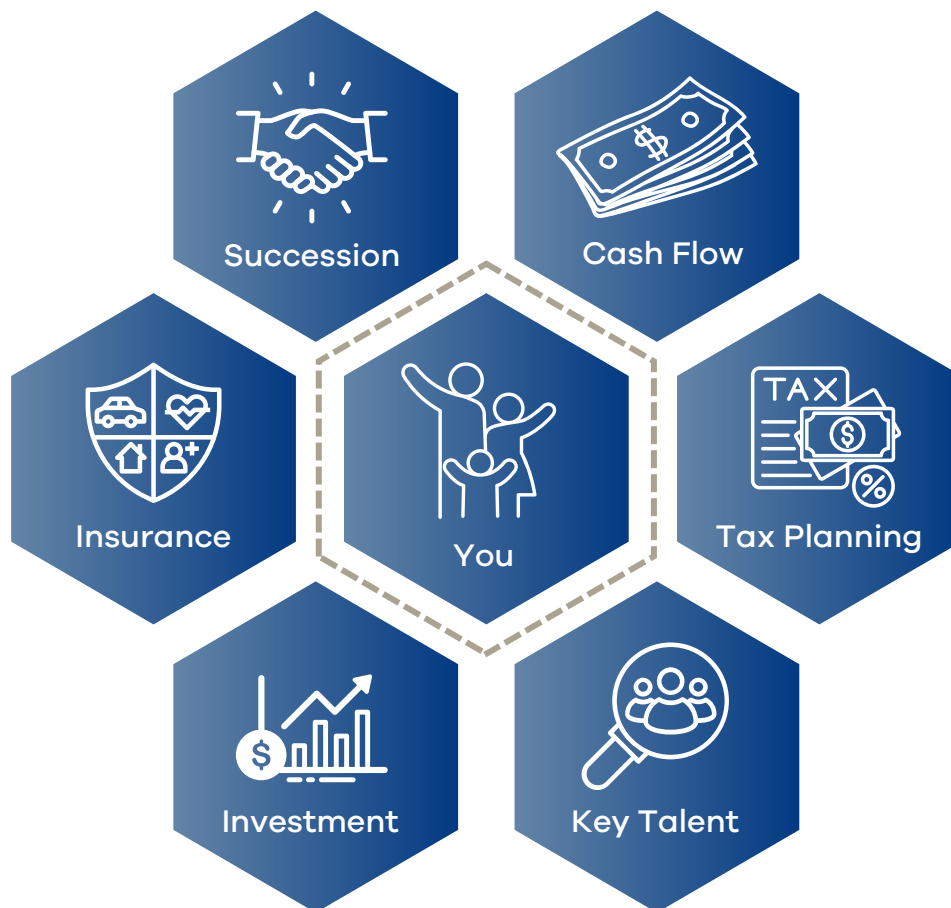 Succession
Cash Flow
$
Insurance
You
TAX
$
%
Tax Planning
$
Investment
Key Talent